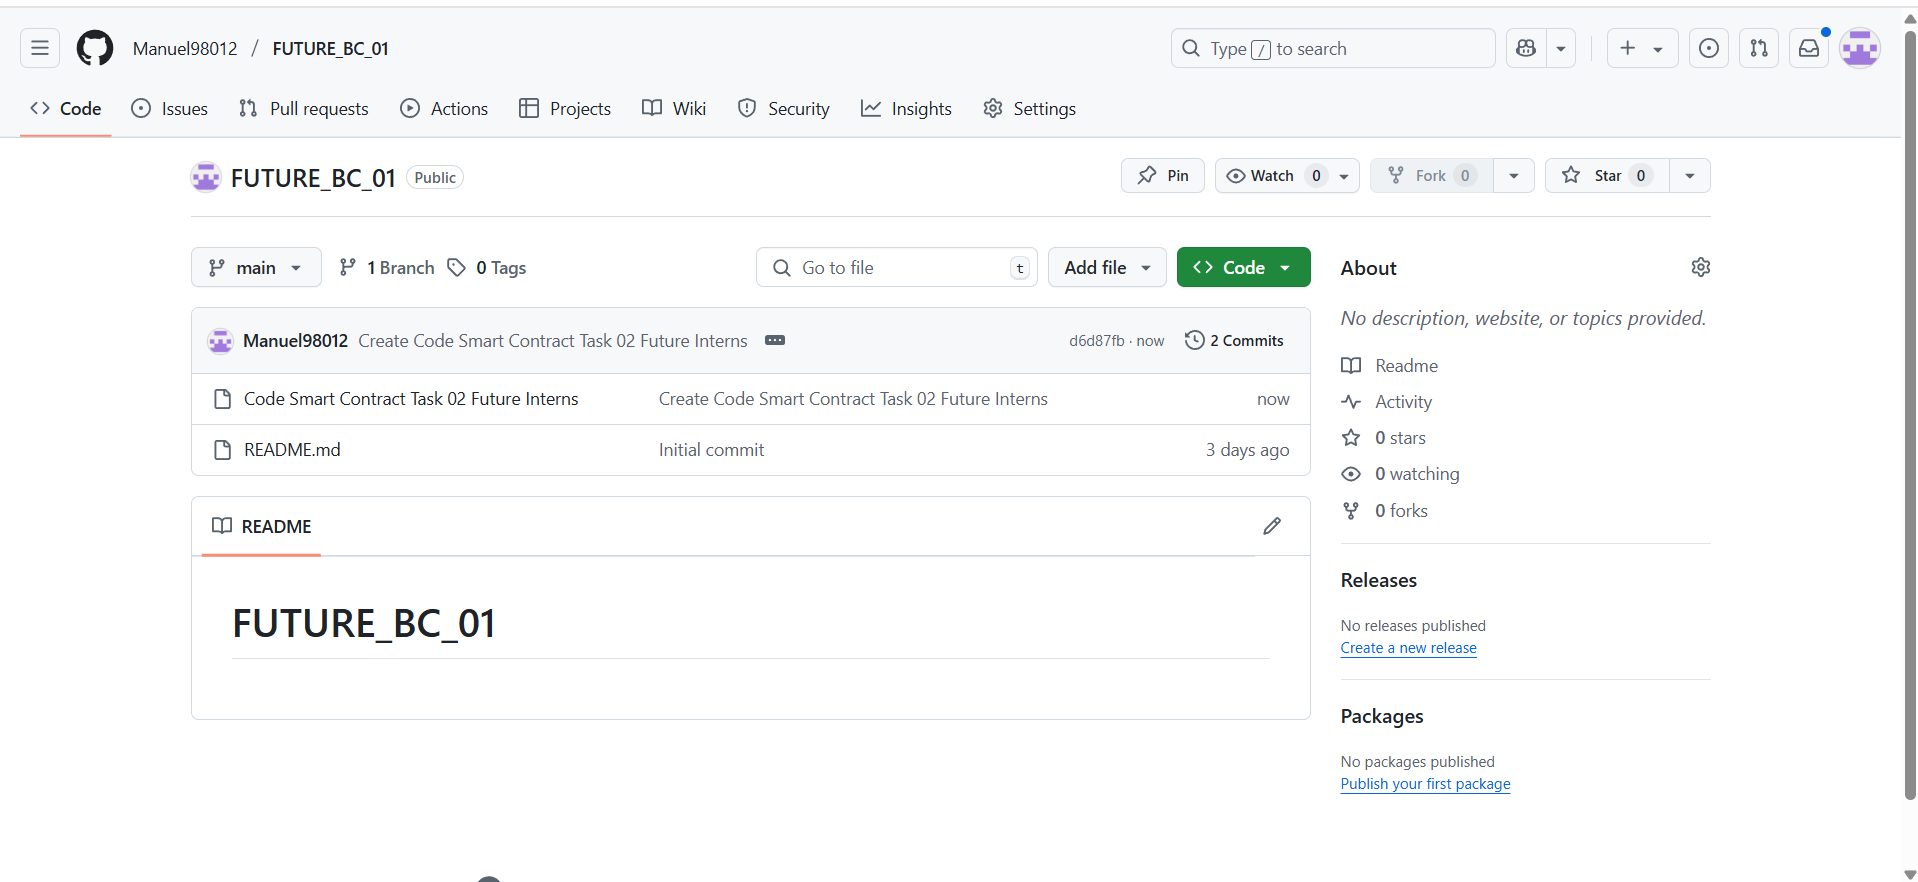 Manuel98012 / FUTURE_BC_01
Type / to search
Code Issues Pull requests Actions Projects Wiki Security Insights Settings
FUTURE_BC_01 Public
Pin Watch 0 Fork 0 Star 0
main 1 Branch 0 Tags
Go to file t Add file Code
Manuel98012 Create Code Smart Contract Task 02 Future Interns d6d87fb · now 2 Commits
Code Smart Contract Task 02 Future Interns Create Code Smart Contract Task 02 Future Interns now
README.md Initial commit 3 days ago
README
FUTURE_BC_01
About
No description, website, or topics provided.
Readme
Activity
0 stars
0 watching
0 forks
Releases
No releases published
Create a new release
Packages
No packages published
Publish your first package